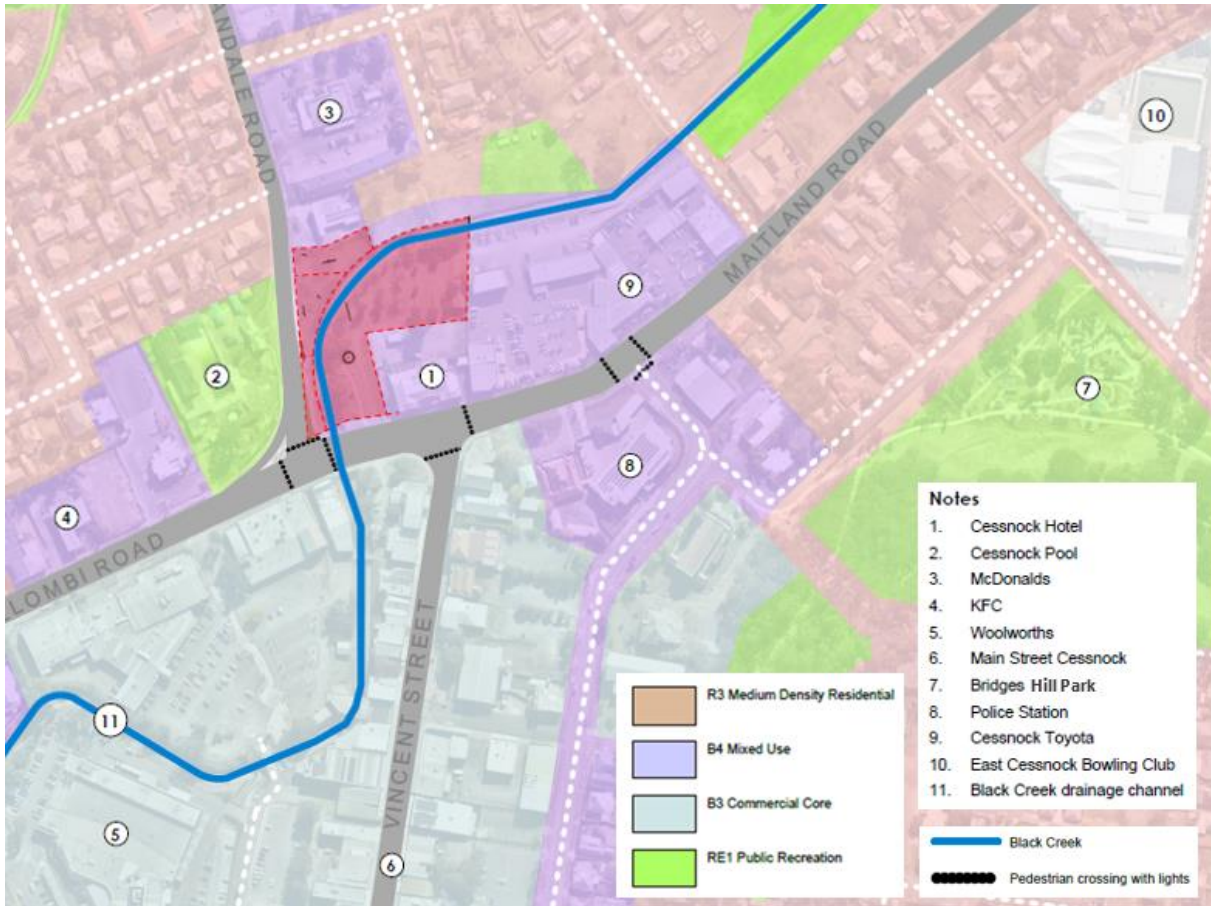 ANDALE ROAD
3
10
MAITLAND ROAD
2
9
1
7
8
4
LOMBI ROAD
VINCENT STREET
11
5
6
Notes
1. Cessnock Hotel
2. Cessnock Pool
3. McDonalds
4. KFC
5. Woolworths
6. Main Street Cessnock
7. Bridges Hill Park
8. Police Station
9. Cessnock Toyota
10. East Cessnock Bowling Club
11. Black Creek drainage channel
R3 Medium Density Residential
B4 Mixed Use
B3 Commercial Core
RE1 Public Recreation
Black Creek
Pedestrian crossing with lights